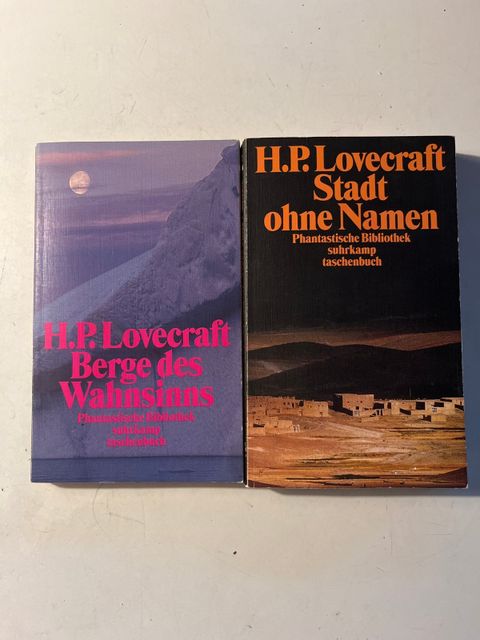 H.P. Lovecraft
Berge des
Wahnsinns
Phantastische Bibliothek
suhrkamp
taschenbuch
H.P. Lovecraft
Stadt
ohne Namen
Phantastische Bibliothek
suhrkamp
taschenbuch